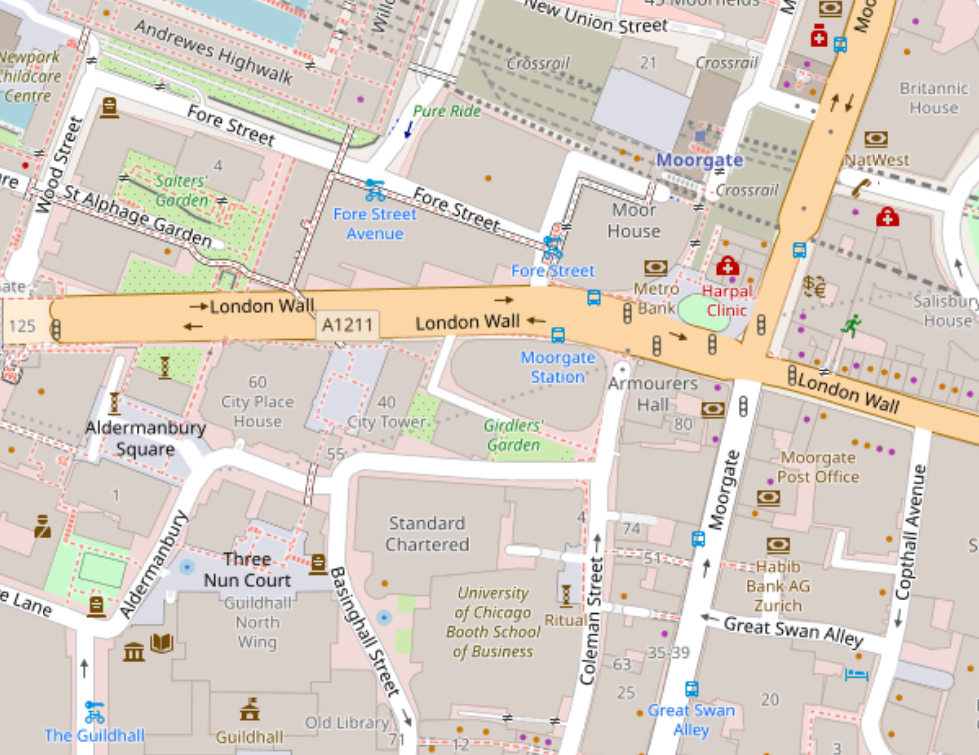 New Union Street
45 Moorfields
Moo
M
Willo
Andrewes Highwalk
Newpark
Childcare
Centre
Crossrail
21
Crossrail
Britannic
House
Pure Ride
Fore Street
Wood Street
4
Moorgate
NatWest
Salters'
Garden
Crossrail
re
St Alphage Garden
Fore Street
Avenue
Fore Street
Moor
House
Fore Street
Metro
Bank
Harpal
Clinic
Salisbury
House
Gate
London Wall
125
A1211
London Wall
Moorgate
Station
London Wall
Armourers
Hall
60
City Place
House
40
City Tower
80
Aldermanbury
Square
Girdlers'
Garden
55
Moorgate
Post Office
Moorgate
1
Standard
Chartered
4
74
51
Copthall Avenue
S
Aldermanbury
Three
Nun Court
Habib
Bank AG
Zurich
re Lane
Guildhall
North
Wing
Basinghall Street
University
of Chicago
Booth School
of Business
Ritual
Coleman Street
Great Swan Alley
35-39
63
25
20
The Guildhall
Guildhall
Old Library
71
12
Great Swan
Alley
3